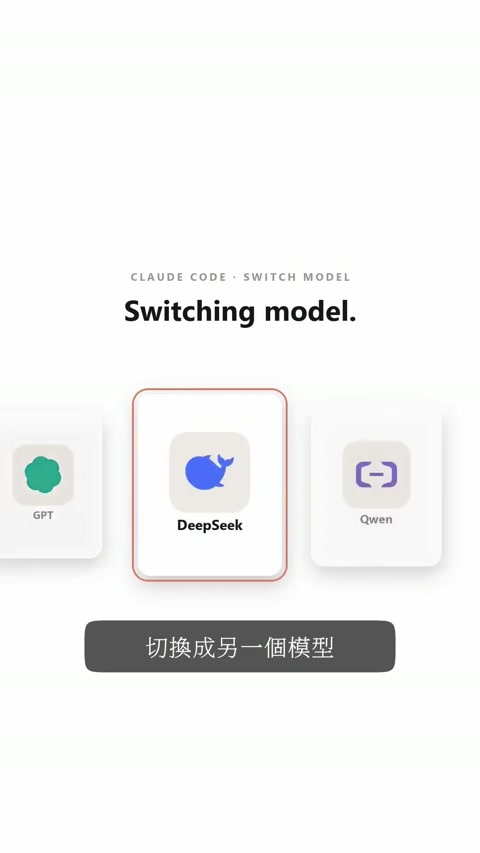 CLAUDE CODE · SWITCH MODEL
Switching model.
GPT
DeepSeek
Qwen
切換成另一個模型